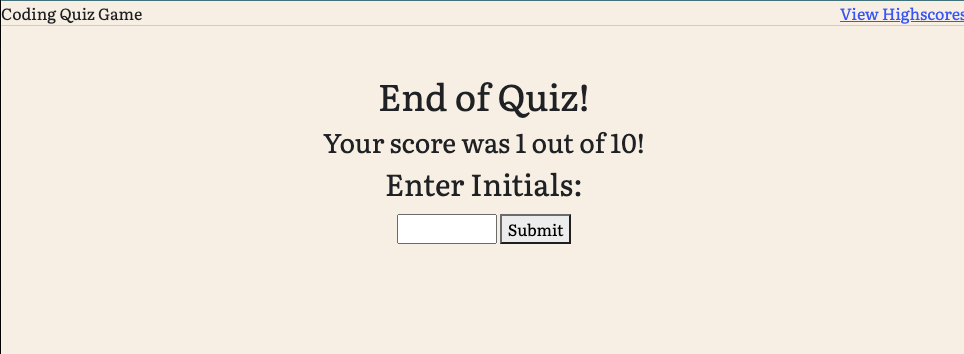 Coding Quiz Game
View Highscores
End of Quiz!
Your score was 1 out of 10!
Enter Initials:
Submit